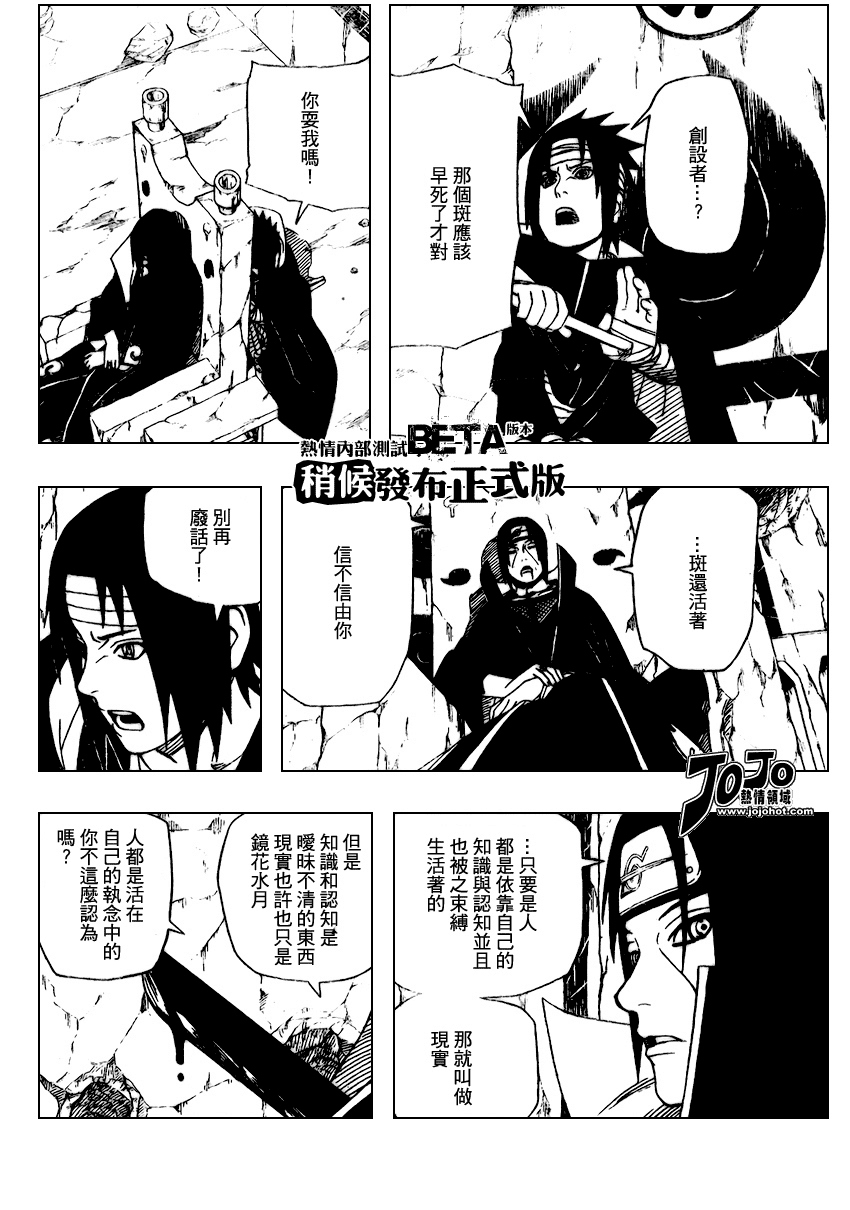 創設者…?
那個斑應該
早死了才對
你耍我嗎!
熱情內部測試
BETA
版本
稍候發布正式版
…斑還活著
信不信由你
別再
廢話了!
JOJO
熱情領域
www.jojohot.com
…只要是人
都是依靠自己的
知識與認知並且
也被之束縛
生活著的
那就叫做
現實
但是
知識和認知是
曖昧不清的東西
現實也許也只是
鏡花水月
人都是活在
自己的執念中的
你不這麼認為
嗎?